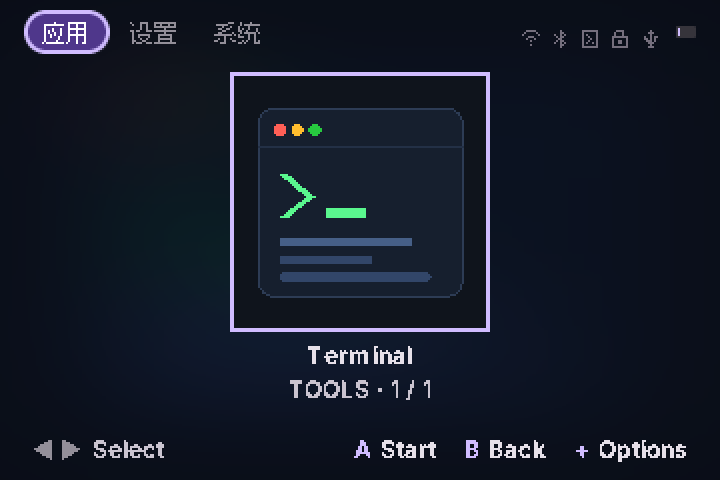 应用 设置 系统
>_
Terminal
TOOLS · 1 / 1
Select A Start B Back + Options